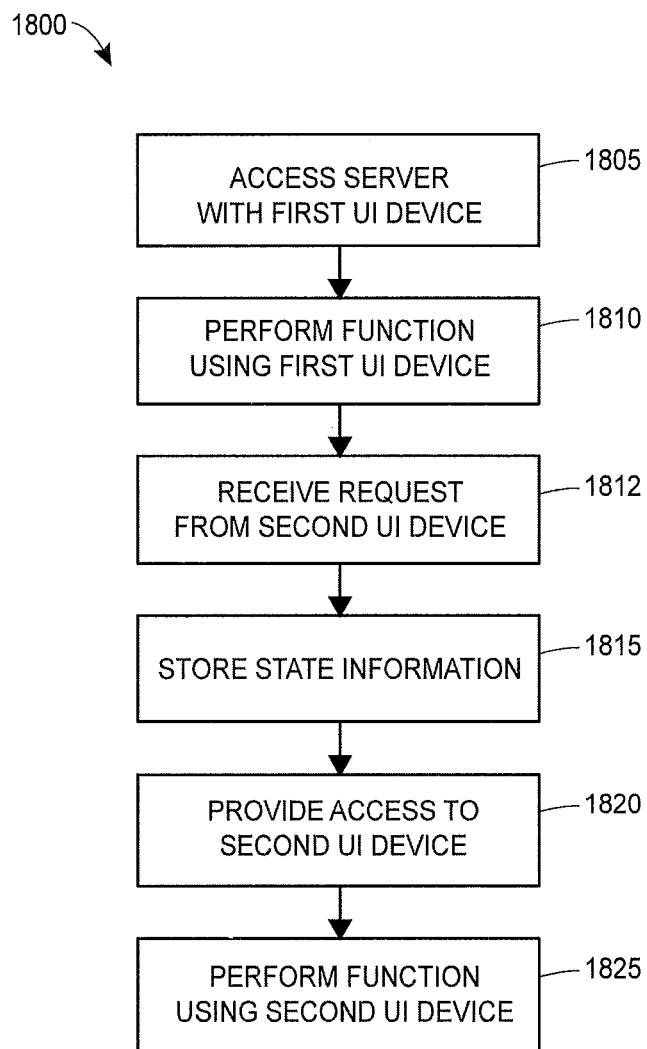 1800
ACCESS SERVER
WITH FIRST UI DEVICE
1805
PERFORM FUNCTION
USING FIRST UI DEVICE
1810
RECEIVE REQUEST
FROM SECOND UI DEVICE
1812
STORE STATE INFORMATION
1815
PROVIDE ACCESS TO
SECOND UI DEVICE
1820
PERFORM FUNCTION
USING SECOND UI DEVICE
1825